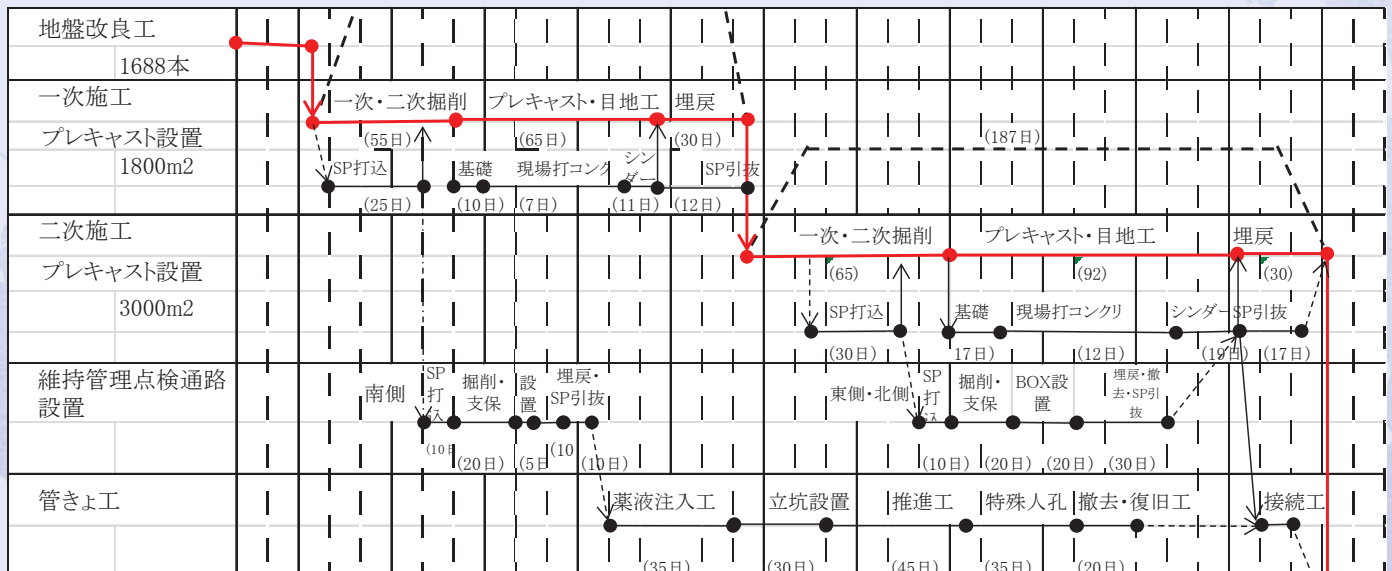 地盤改良工
1688本
一次施工
一次・二次掘削 プレキャスト・目地工 埋戻
プレキャスト設置
(55日) (65日) (30日)
(187日)
1800m2
SP打込 基礎 現場打コンク シンダー SP引抜
(25日) (10日) (7日) (11日) (12日)
二次施工
一次・二次掘削 プレキャスト・目地工 埋戻
プレキャスト設置
(65) (92) (30)
3000m2
SP打込 基礎 現場打コンクリ シンダー SP引抜
(30日) 17日) (12日) (19日) (17日)
維持管理点検通路
設置
南側 SP打込 掘削・支保 設置 埋戻・SP引抜
東側・北側 SP打込 掘削・支保 BOX設置 埋戻・撤去・SP引抜
(10日 (20日) (5日 (10 (10日)
(10日) (20日) (20日) (30日)
管きょ工
薬液注入工 立坑設置 推進工 特殊人孔 撤去・復旧工 接続工
(35日) (30日) (45日) (35日) (20日)